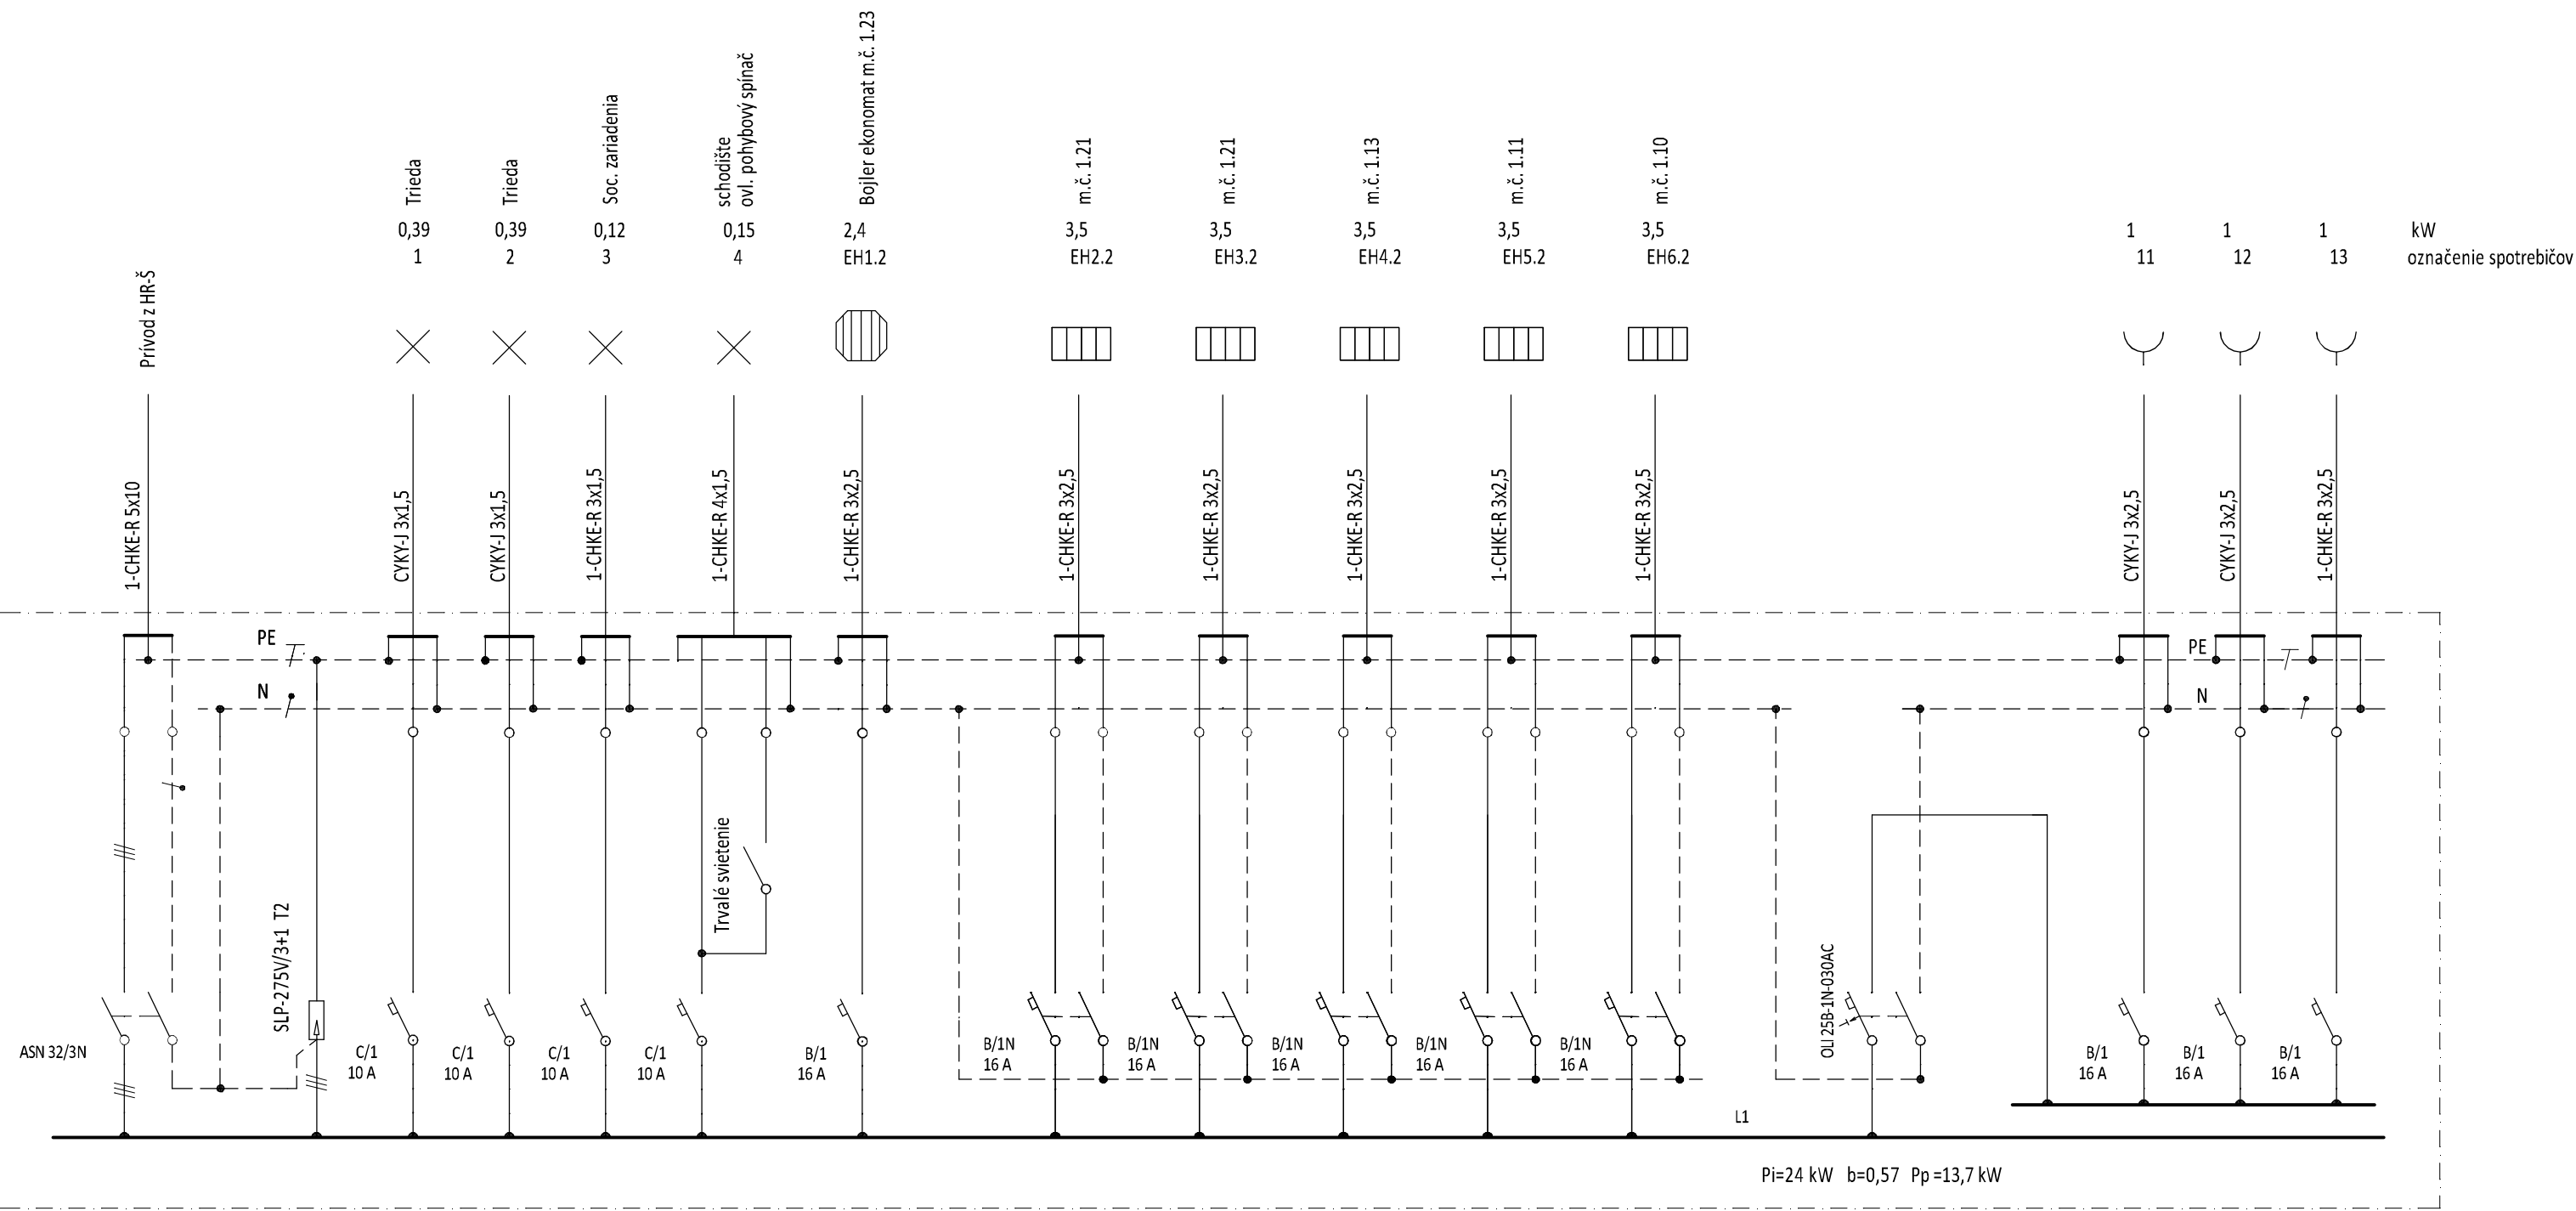 Prívod z HR-Š
Trieda
Trieda
Soc. zariadenia
schodište
ovl. pohybový spínač
Bojler ekonomat m.č. 1.23
m.č. 1.21
m.č. 1.21
m.č. 1.13
m.č. 1.11
m.č. 1.10
0,39 0,39 0,12 0,15 2,4 3,5 3,5 3,5 3,5 3,5 1 1 1 kW
1 2 3 4 EH1.2 EH2.2 EH3.2 EH4.2 EH5.2 EH6.2 11 12 13 označenie spotrebičov
1-CHKE-R 5x10
CYKY-J 3x1,5
CYKY-J 3x1,5
1-CHKE-R 3x1,5
1-CHKE-R 4x1,5
1-CHKE-R 3x2,5
1-CHKE-R 3x2,5
1-CHKE-R 3x2,5
1-CHKE-R 3x2,5
1-CHKE-R 3x2,5
1-CHKE-R 3x2,5
CYKY-J 3x2,5
CYKY-J 3x2,5
1-CHKE-R 3x2,5
PE
N
PE
N
Trvalé svietenie
SLP-275V/3+1 T2
OLI 25B-1N-030AC
ASN 32/3N
C/1
10 A
C/1
10 A
C/1
10 A
C/1
10 A
B/1
16 A
B/1N
16 A
B/1N
16 A
B/1N
16 A
B/1N
16 A
B/1N
16 A
B/1
16 A
B/1
16 A
B/1
16 A
L1
Pi=24 kW b=0,57 Pp =13,7 kW